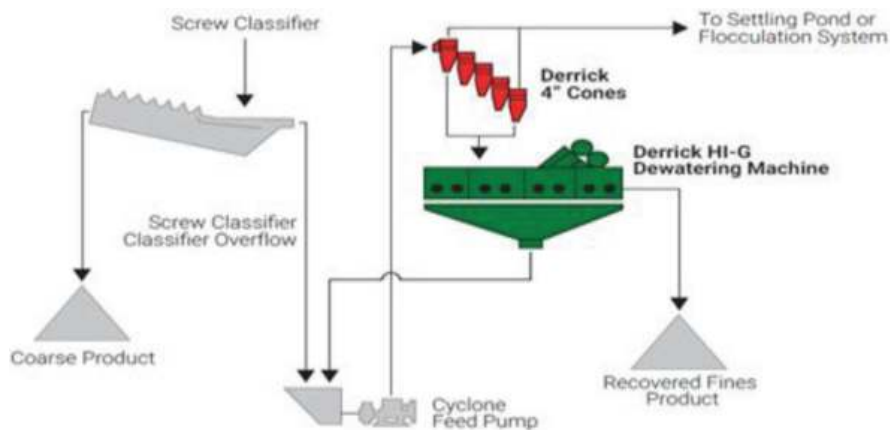 Screw Classifier
To Settling Pond or
Flocculation System
Derrick
4" Cones
Derrick HI-G
Dewatering Machine
Screw Classifier
Classifier Overflow
Coarse Product
Cyclone
Feed Pump
Recovered Fines
Product